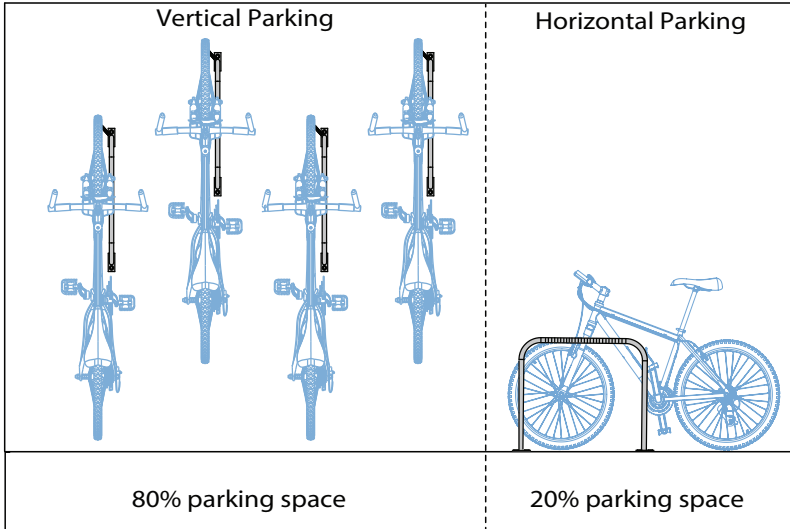 Vertical Parking
Horizontal Parking
80% parking space
20% parking space